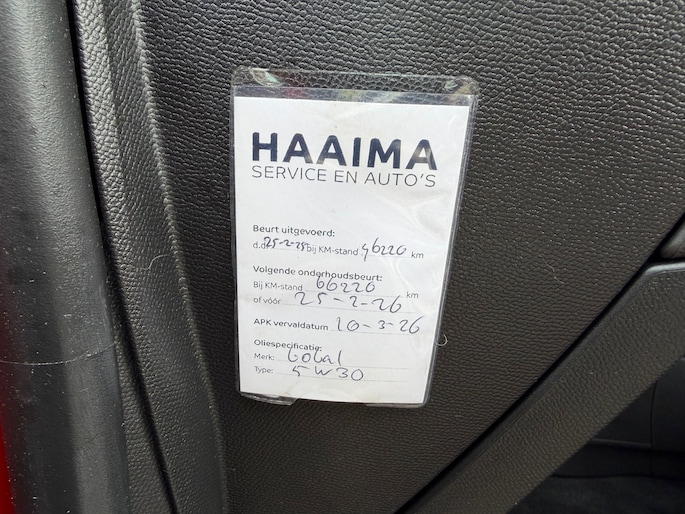 HAAIMA
SERVICE EN AUTO'S
Beurt uitgevoerd:
d.d. 25-2-25 bij KM-stand 46220 km
Volgende onderhoudsbeurt:
Bij KM-stand 66220 km
of vóór 25-2-26
APK vervaldatum 10-3-26
Oliespecificatie:
Merk:
Type: 5W30